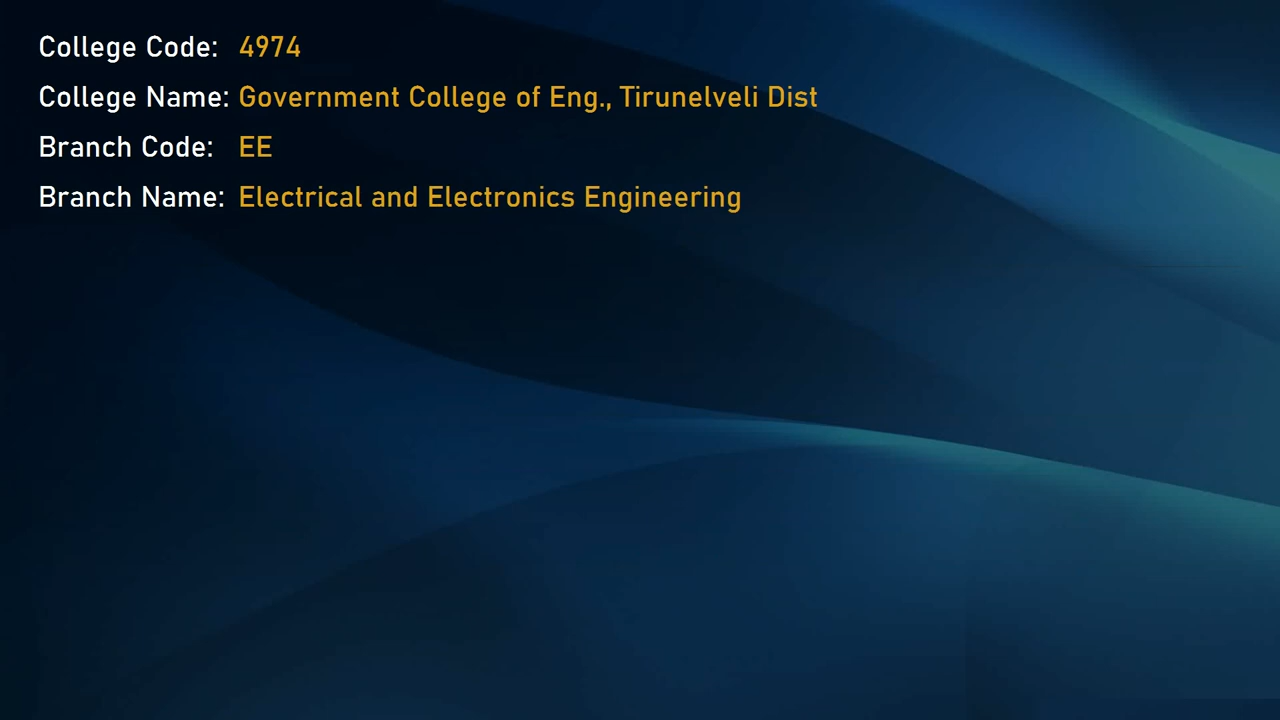 College Code: 4974
College Name: Government College of Eng., Tirunelveli Dist
Branch Code: EE
Branch Name: Electrical and Electronics Engineering